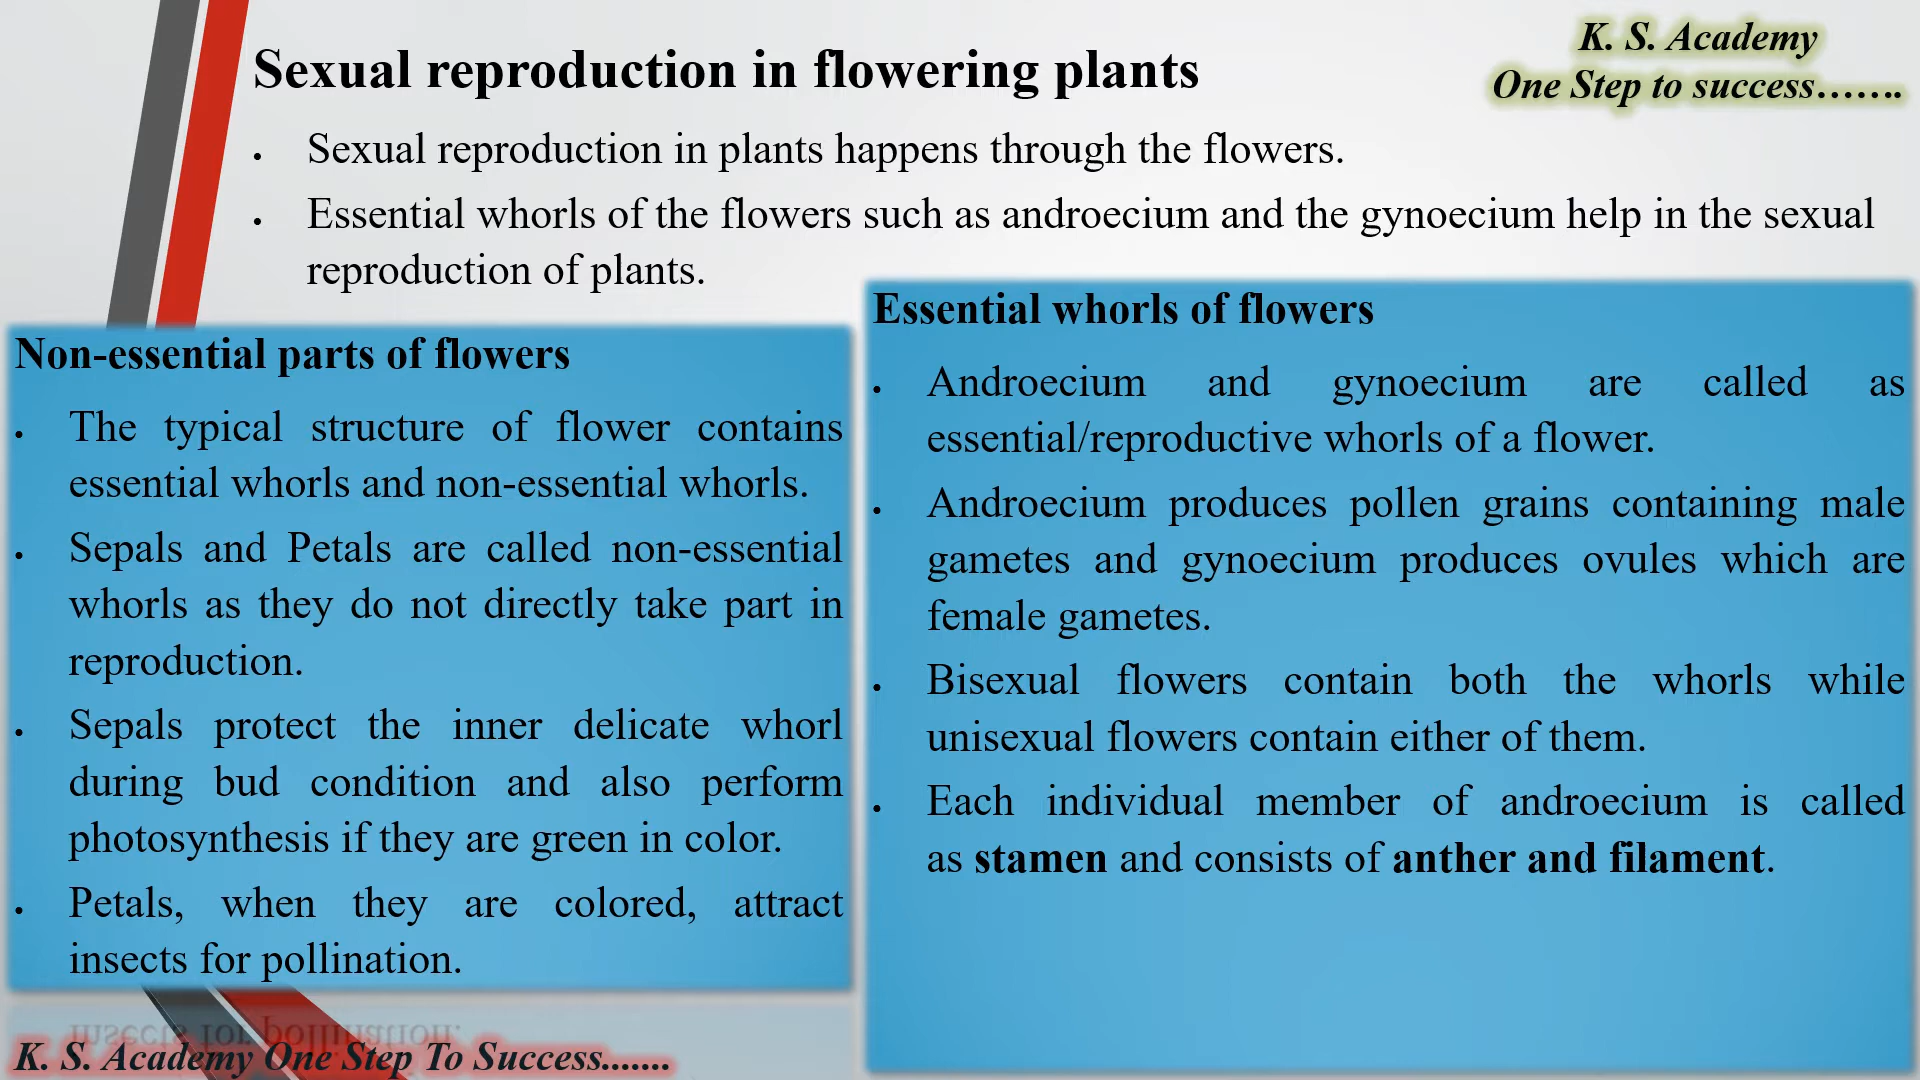 Sexual reproduction in flowering plants
K. S. Academy
One Step to success…….
• Sexual reproduction in plants happens through the flowers.
• Essential whorls of the flowers such as androecium and the gynoecium help in the sexual
reproduction of plants.
Non-essential parts of flowers
• The typical structure of flower contains
essential whorls and non-essential whorls.
• Sepals and Petals are called non-essential
whorls as they do not directly take part in
reproduction.
• Sepals protect the inner delicate whorl
during bud condition and also perform
photosynthesis if they are green in color.
• Petals, when they are colored, attract
insects for pollination.
Essential whorls of flowers
• Androecium and gynoecium are called as
essential/reproductive whorls of a flower.
• Androecium produces pollen grains containing male
gametes and gynoecium produces ovules which are
female gametes.
• Bisexual flowers contain both the whorls while
unisexual flowers contain either of them.
• Each individual member of androecium is called
as stamen and consists of anther and filament.
K. S. Academy One Step To Success.......